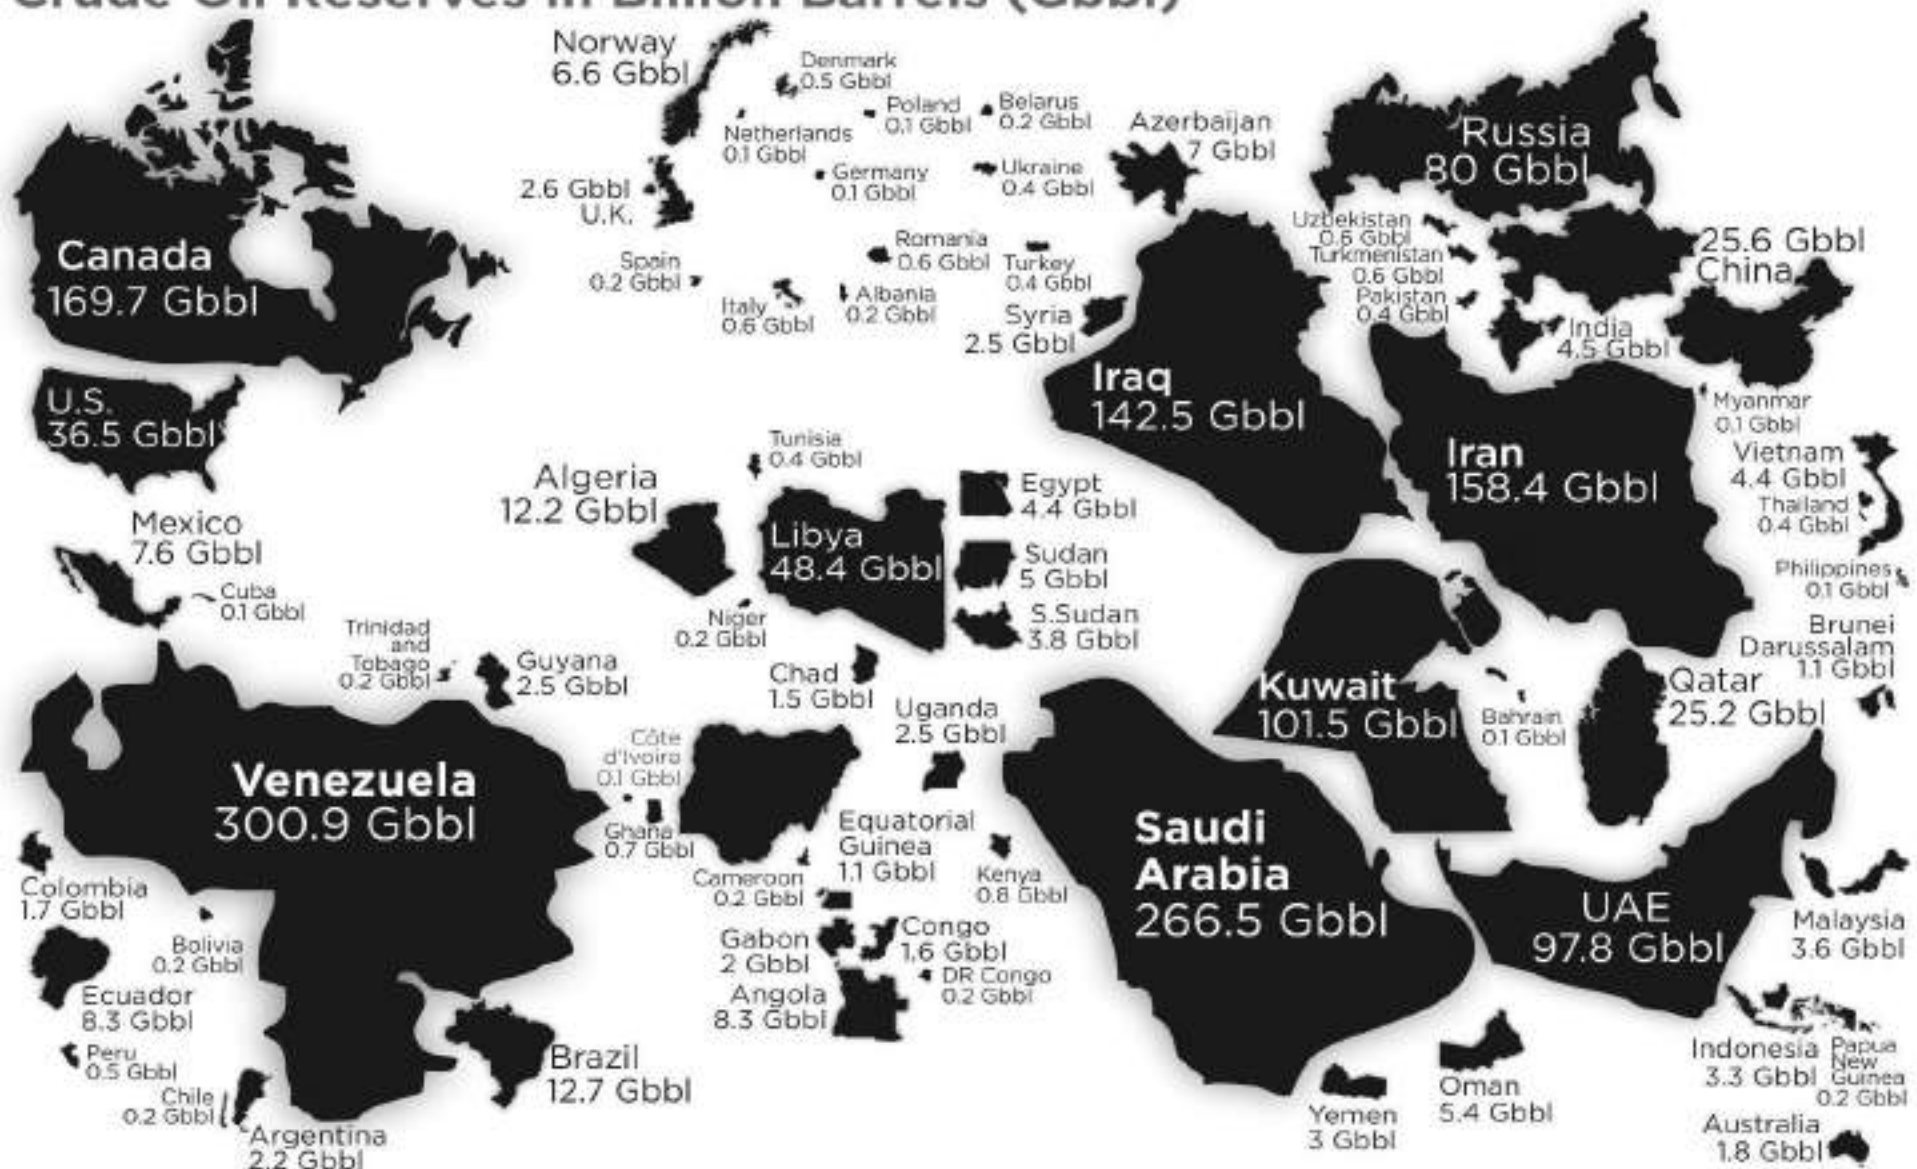 Crude Oil Reserves in Billion Barrels (Gbbl)
Norway
6.6 Gbbl
Denmark
0.5 Gbbl
Netherlands
0.1 Gbbl
Poland
0.1 Gbbl
Belarus
0.2 Gbbl
Azerbaijan
7 Gbbl
Russia
80 Gbbl
2.6 Gbbl
U.K.
Germany
0.1 Gbbl
Ukraine
0.4 Gbbl
Canada
169.7 Gbbl
Spain
0.2 Gbbl
Italy
0.6 Gbbl
Romania
0.6 Gbbl
Albania
0.2 Gbbl
Turkey
0.4 Gbbl
Syria
2.5 Gbbl
Uzbekistan
0.6 Gbbl
Turkmenistan
0.6 Gbbl
Pakistan
0.4 Gbbl
25.6 Gbbl
China
India
4.5 Gbbl
U.S.
36.5 Gbbl
Iraq
142.5 Gbbl
Iran
158.4 Gbbl
Myanmar
0.1 Gbbl
Vietnam
4.4 Gbbl
Thailand
0.4 Gbbl
Philippines
0.1 Gbbl
Brunei
Darussalam
1.1 Gbbl
Mexico
7.6 Gbbl
Cuba
0.1 Gbbl
Algeria
12.2 Gbbl
Tunisia
0.4 Gbbl
Libya
48.4 Gbbl
Egypt
4.4 Gbbl
Sudan
5 Gbbl
S.Sudan
3.8 Gbbl
Niger
0.2 Gbbl
Chad
1.5 Gbbl
Trinidad
and
Tobago
0.2 Gbbl
Guyana
2.5 Gbbl
Uganda
2.5 Gbbl
Kuwait
101.5 Gbbl
Bahrain
0.1 Gbbl
Qatar
25.2 Gbbl
Venezuela
300.9 Gbbl
Côte
d'Ivoire
0.1 Gbbl
Ghana
0.7 Gbbl
Cameroon
0.2 Gbbl
Equatorial
Guinea
1.1 Gbbl
Kenya
0.8 Gbbl
Saudi
Arabia
266.5 Gbbl
UAE
97.8 Gbbl
Malaysia
3.6 Gbbl
Colombia
1.7 Gbbl
Bolivia
0.2 Gbbl
Ecuador
8.3 Gbbl
Peru
0.5 Gbbl
Chile
0.2 Gbbl
Argentina
2.2 Gbbl
Brazil
12.7 Gbbl
Gabon
2 Gbbl
Congo
1.6 Gbbl
DR Congo
0.2 Gbbl
Angola
8.3 Gbbl
Yemen
3 Gbbl
Oman
5.4 Gbbl
Indonesia
3.3 Gbbl
Papua
New
Guinea
0.2 Gbbl
Australia
1.8 Gbbl